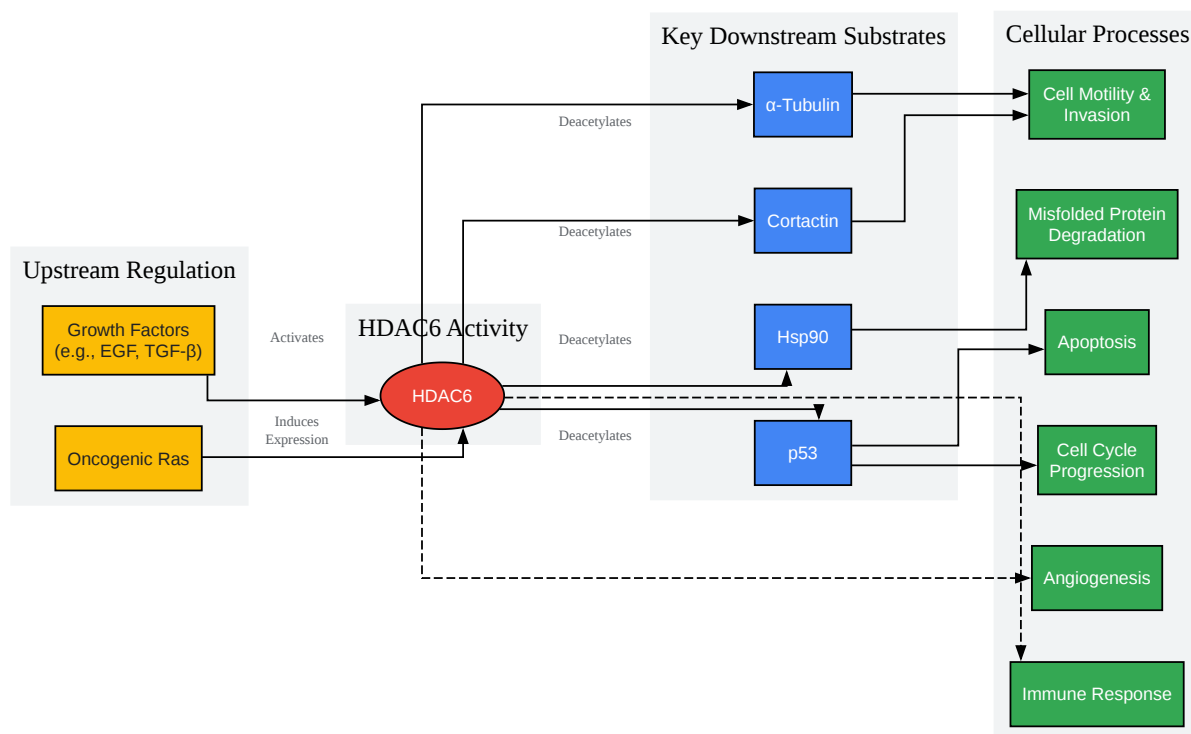 Key Downstream Substrates
Cellular Processes
α-Tubulin
Cell Motility &
Invasion
Deacetylates
Cortactin
Misfolded Protein
Degradation
Deacetylates
Upstream Regulation
Growth Factors
(e.g., EGF, TGF-β)
Activates
HDAC6 Activity
Deacetylates
Hsp90
Apoptosis
HDAC6
Induces
Expression
Oncogenic Ras
Deacetylates
p53
Cell Cycle
Progression
Angiogenesis
Immune Response